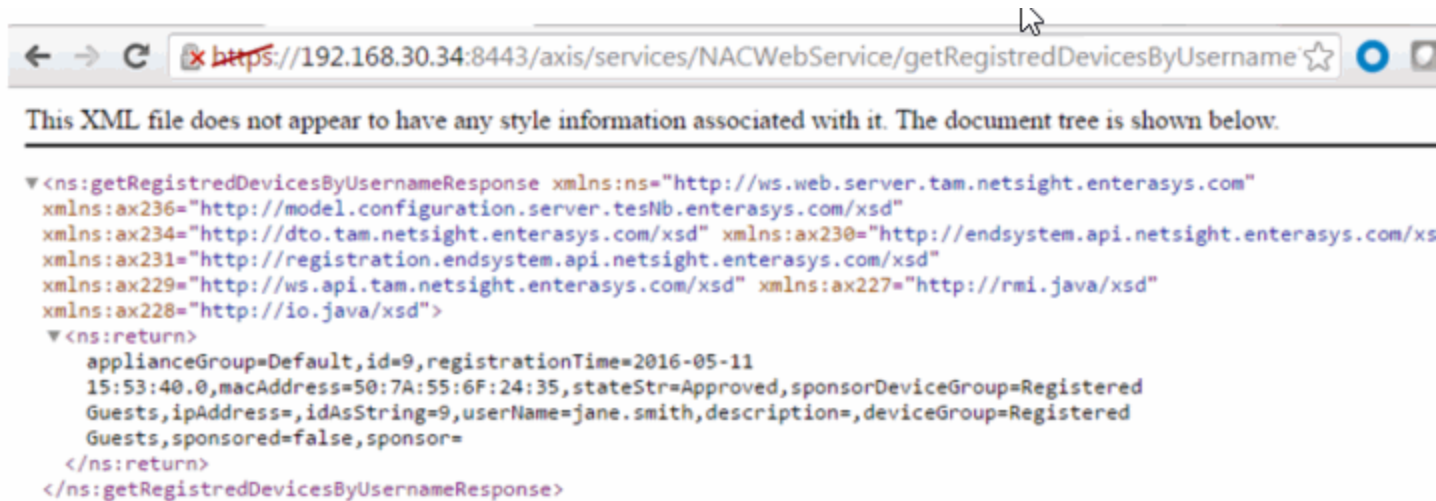 https://192.168.30.34:8443/axis/services/NACWebService/getRegistredDevicesByUsername
This XML file does not appear to have any style information associated with it. The document tree is shown below.
▼<ns:getRegistredDevicesByUsernameResponse xmlns:ns="http://ws.web.server.tam.netsight.enterasys.com"
xmlns:ax236="http://model.configuration.server.tesNb.enterasys.com/xsd"
xmlns:ax234="http://dto.tam.netsight.enterasys.com/xsd" xmlns:ax230="http://endsystem.api.netsight.enterasys.com/xs
xmlns:ax231="http://registration.endsystem.api.netsight.enterasys.com/xsd"
xmlns:ax229="http://ws.api.tam.netsight.enterasys.com/xsd" xmlns:ax227="http://rmi.java/xsd"
xmlns:ax228="http://io.java/xsd">
▼<ns:return>
applianceGroup=Default,id=9,registrationTime=2016-05-11
15:53:40.0,macAddress=50:7A:55:6F:24:35,stateStr=Approved,sponsorDeviceGroup=Registered
Guests,ipAddress=,idAsString=9,userName=jane.smith,description=,deviceGroup=Registered
Guests,sponsored=false,sponsor=
</ns:return>
</ns:getRegistredDevicesByUsernameResponse>